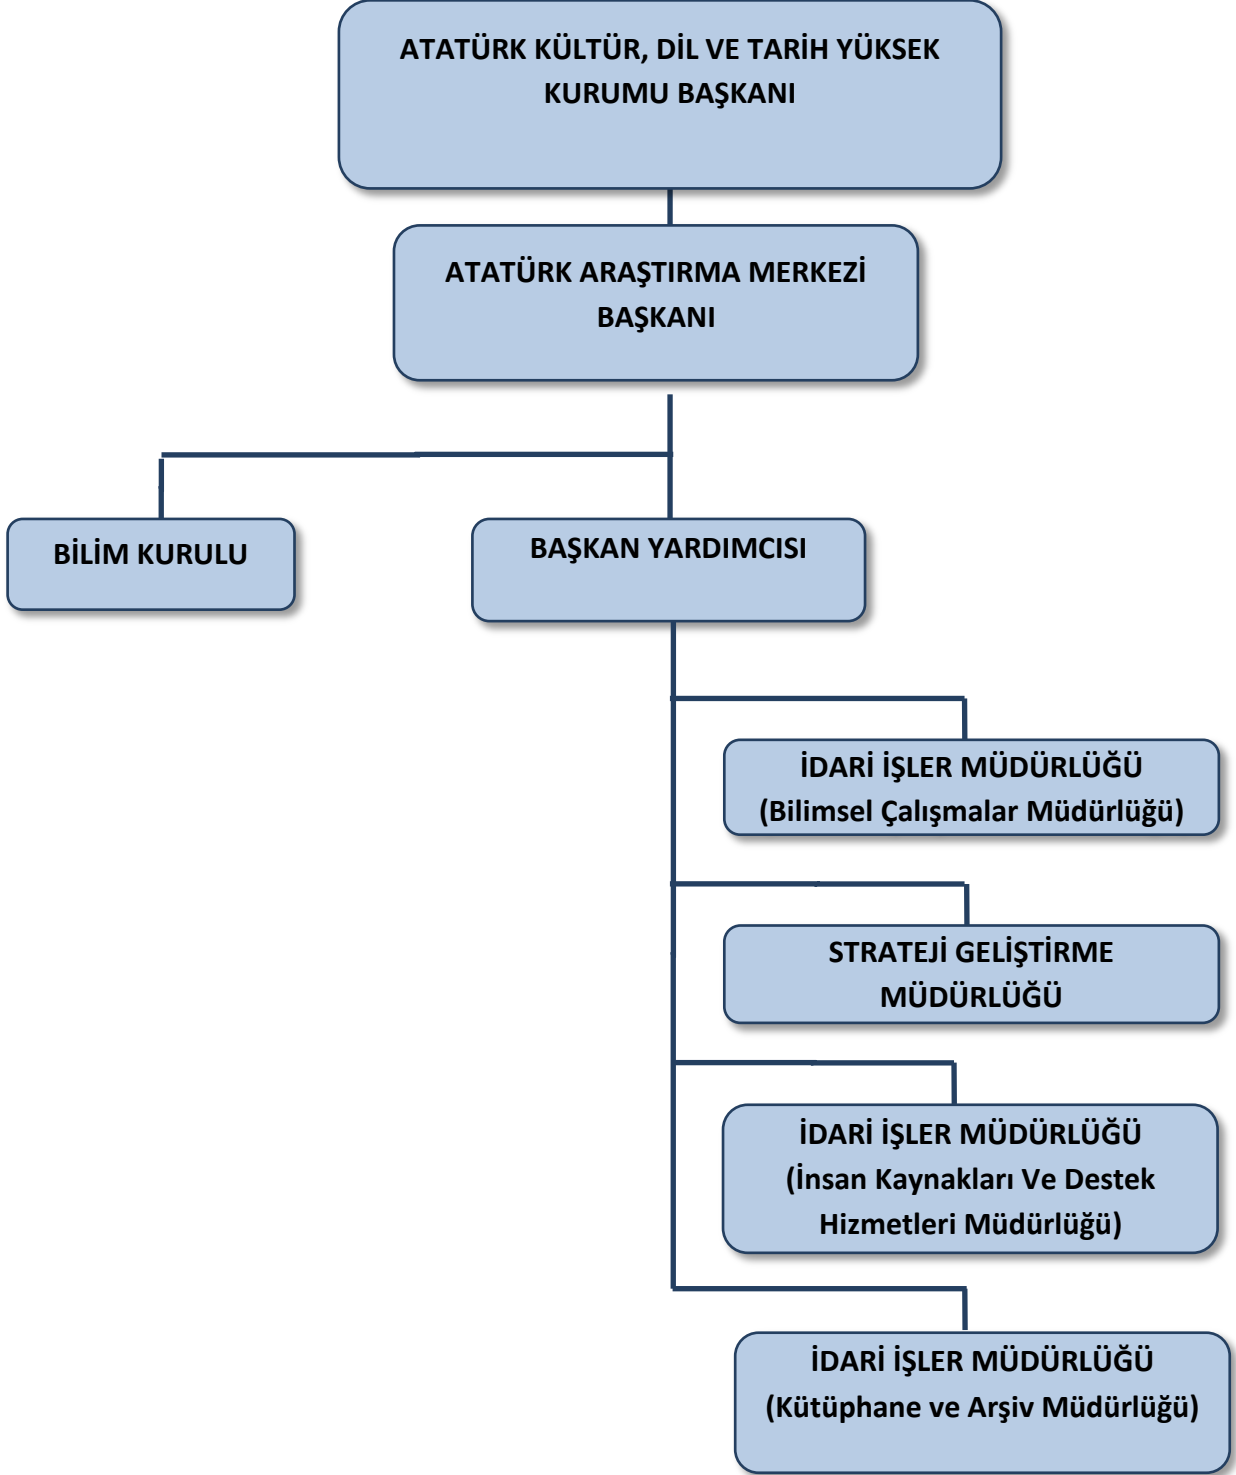 ATATÜRK KÜLTÜR, DİL VE TARİH YÜKSEK
KURUMU BAŞKANI
ATATÜRK ARAŞTIRMA MERKEZİ
BAŞKANI
BİLİM KURULU
BAŞKAN YARDIMCISI
İDARİ İŞLER MÜDÜRLÜĞÜ
(Bilimsel Çalışmalar Müdürlüğü)
STRATEJİ GELİŞTİRME
MÜDÜRLÜĞÜ
İDARİ İŞLER MÜDÜRLÜĞÜ
(İnsan Kaynakları Ve Destek
Hizmetleri Müdürlüğü)
İDARİ İŞLER MÜDÜRLÜĞÜ
(Kütüphane ve Arşiv Müdürlüğü)